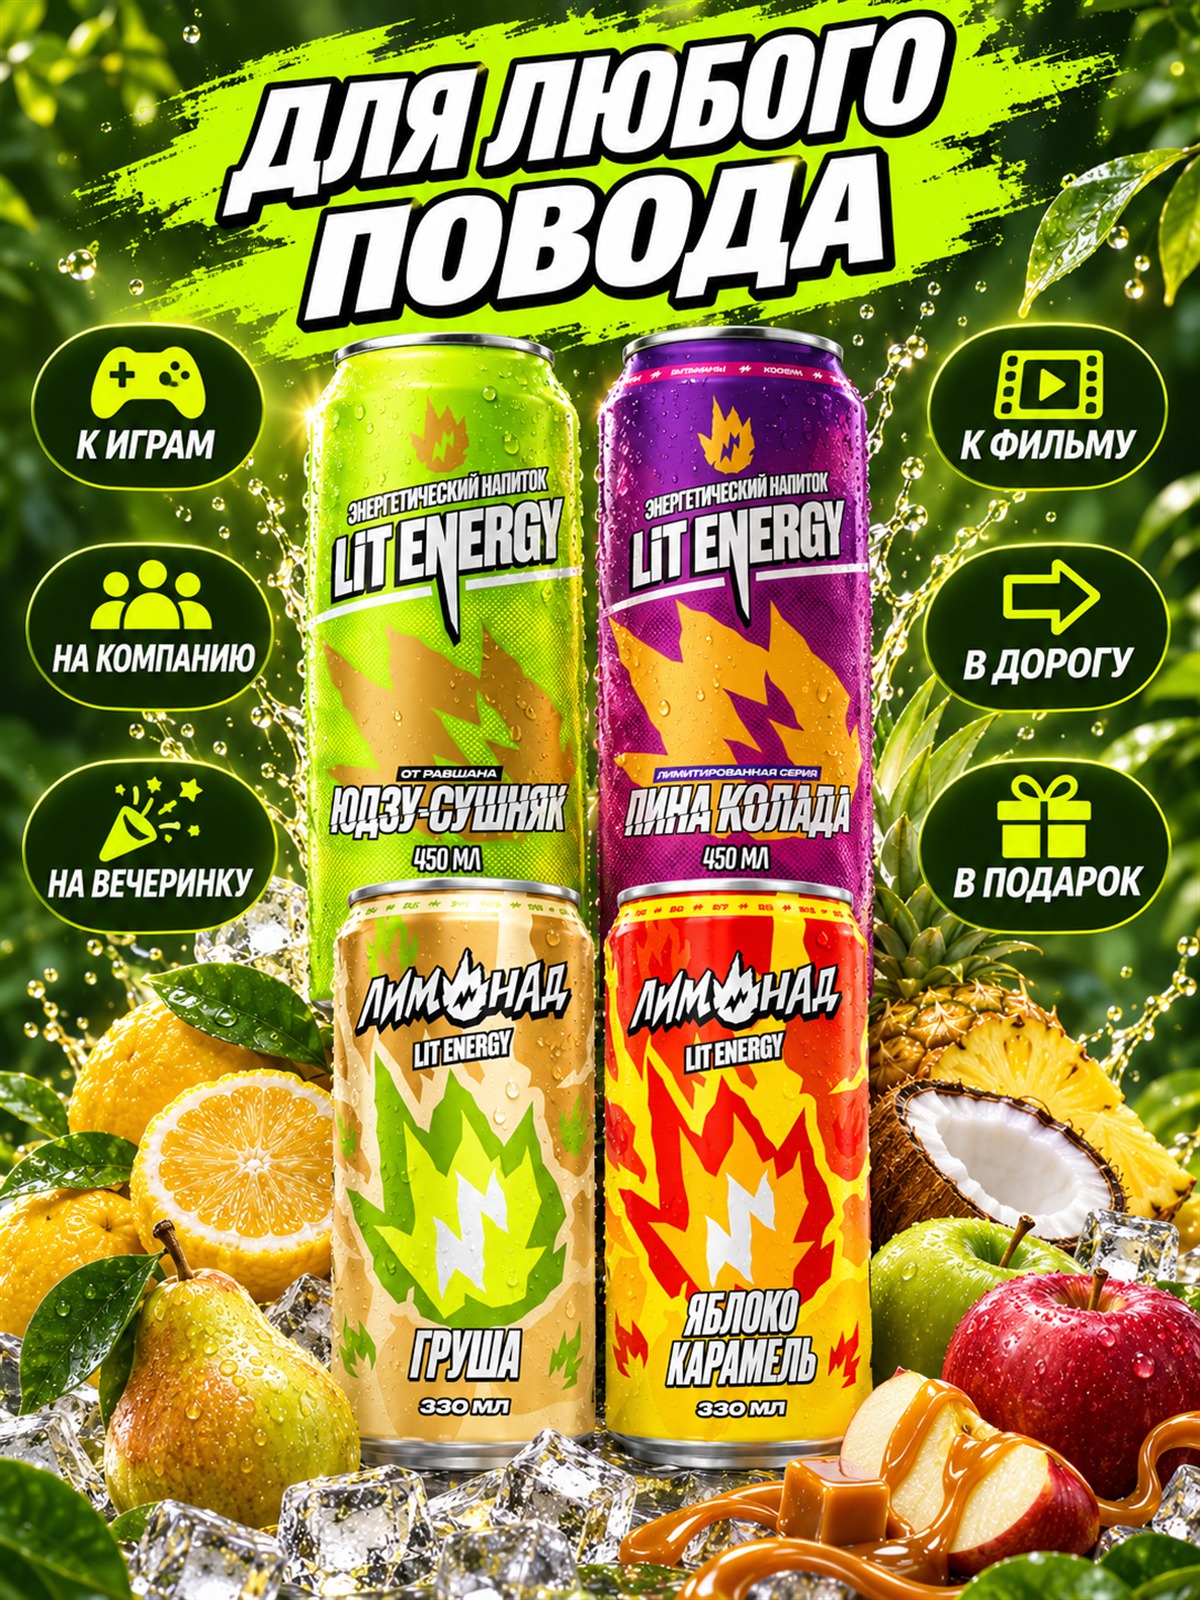 ДЛЯ ЛЮБОГО
ПОВОДА
К ИГРАМ
НА КОМПАНИЮ
НА ВЕЧЕРИНКУ
К ФИЛЬМУ
В ДОРОГУ
В ПОДАРОК
ЭНЕРГЕТИЧЕСКИЙ НАПИТОК
LiT ENERGY
ОТ РАВШАНА
ЮДЗУ-СУШНЯК
450 МЛ
ЭНЕРГЕТИЧЕСКИЙ НАПИТОК
LiT ENERGY
ЛИМИТИРОВАННАЯ СЕРИЯ
ПИНА КОЛАДА
450 МЛ
ЛИМОНАД
LIT ENERGY
ГРУША
330 МЛ
ЛИМОНАД
LIT ENERGY
ЯБЛОКО
КАРАМЕЛЬ
330 МЛ